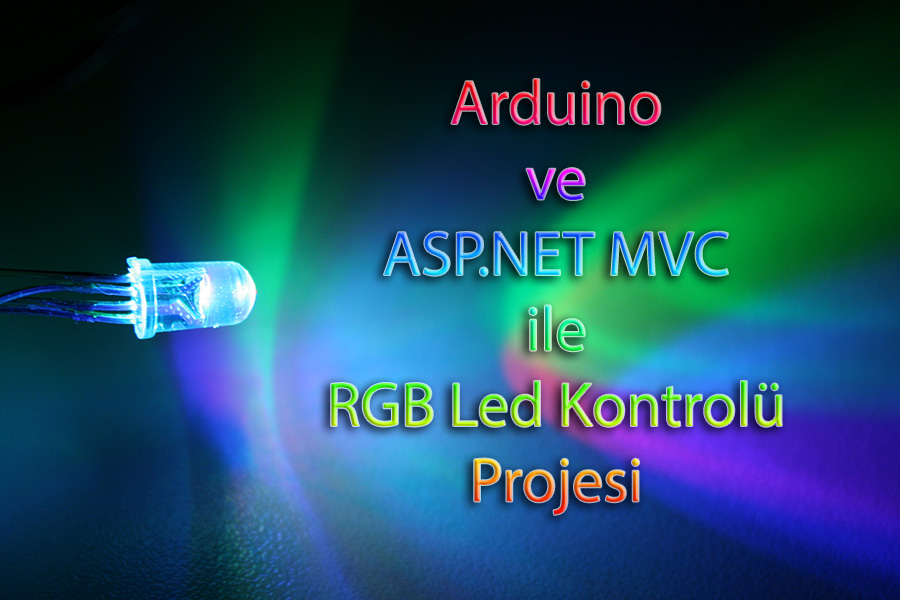 Arduino
ve
ASP.NET MVC
ile
RGB Led Kontrolü
Projesi